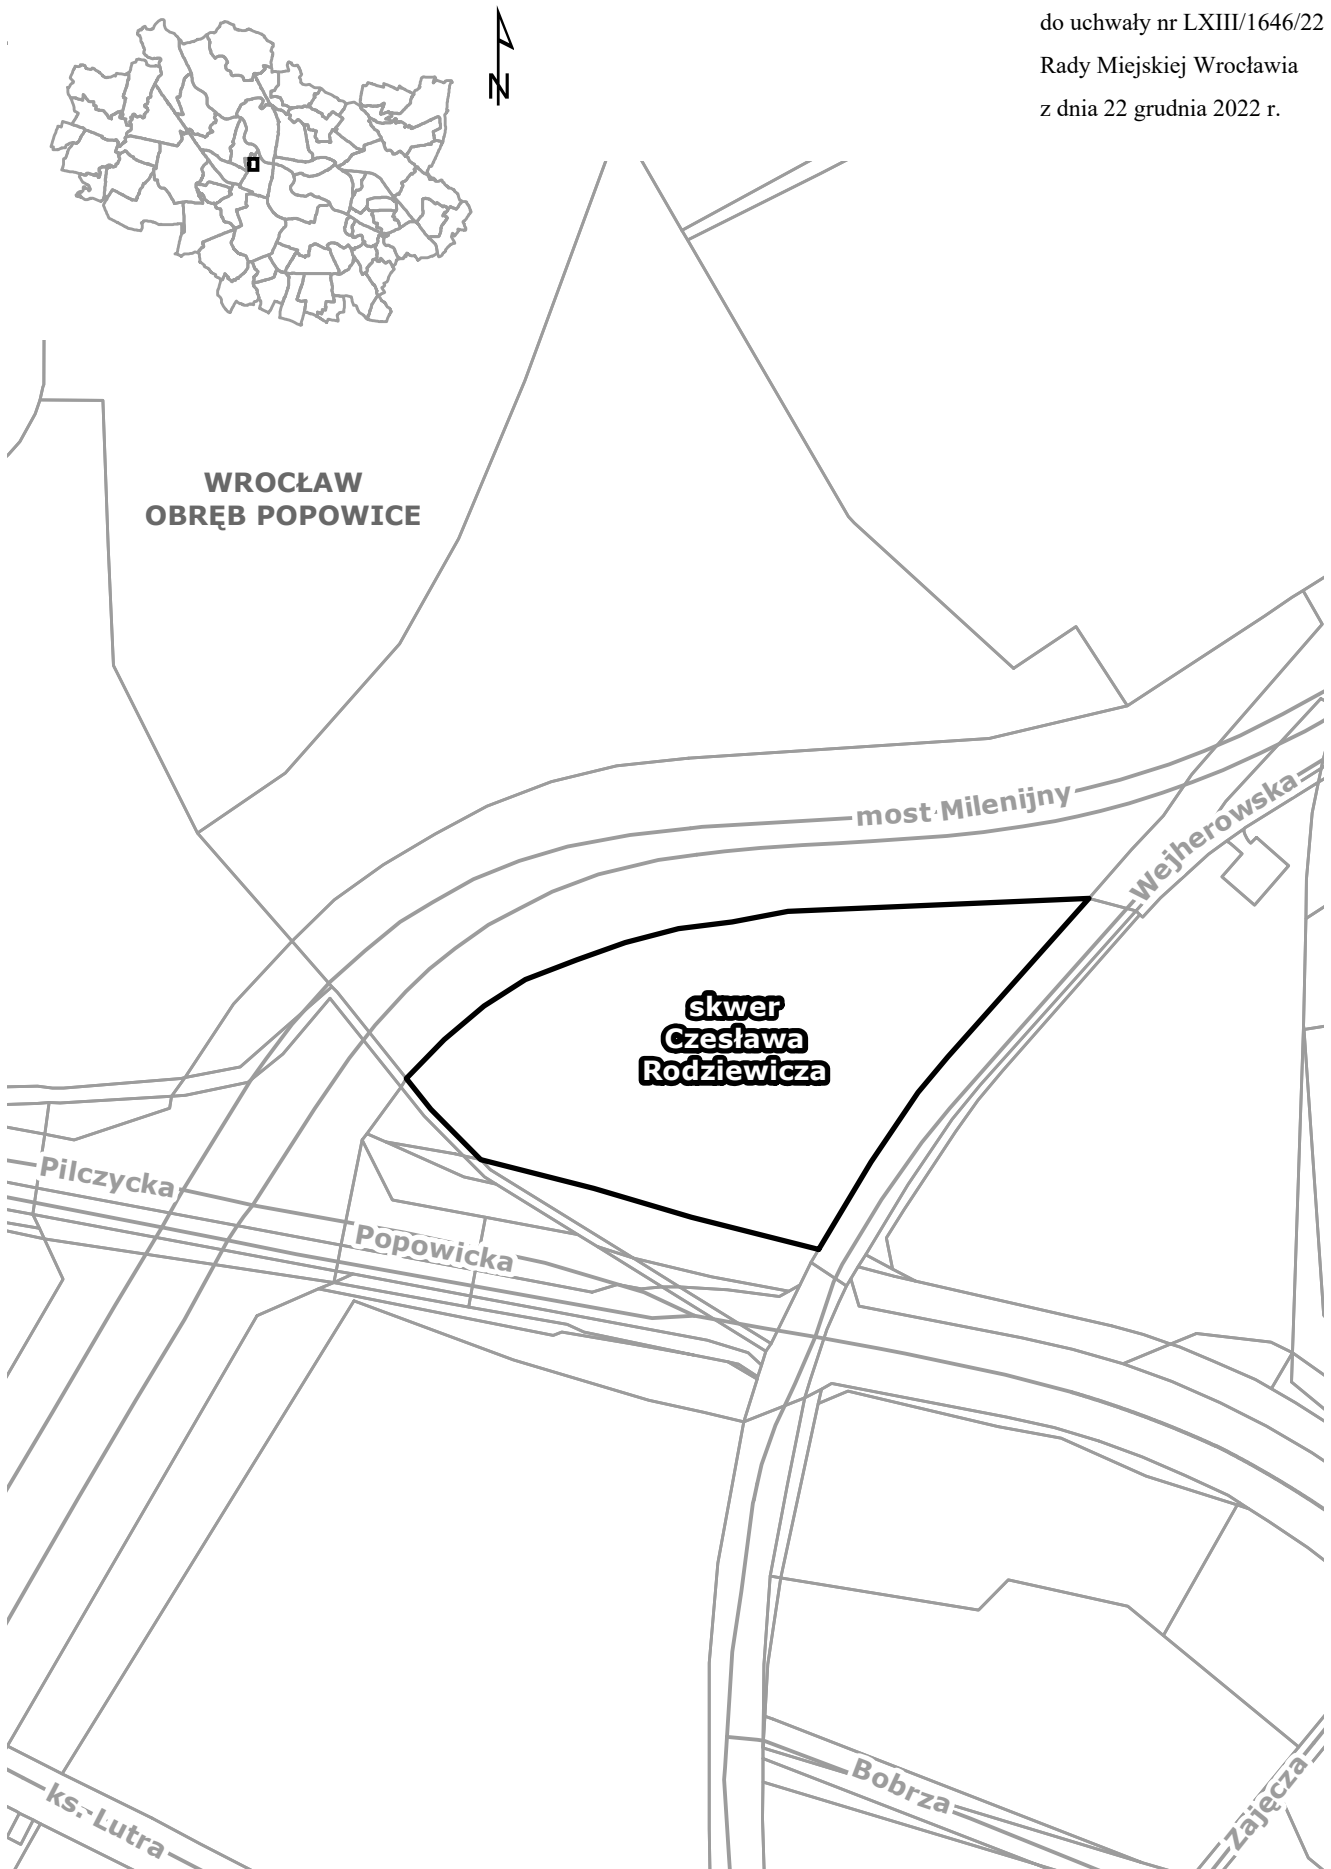 do uchwały nr LXIII/1646/22
Rady Miejskiej Wrocławia
z dnia 22 grudnia 2022 r.
N
WROCŁAW
OBRĘB POPOWICE
most Milenijny
Wejherowska
skwer
Czesława
Rodziewicza
Pilczycka
Popowicka
Bobrza
Zajęcza
ks. Lutra